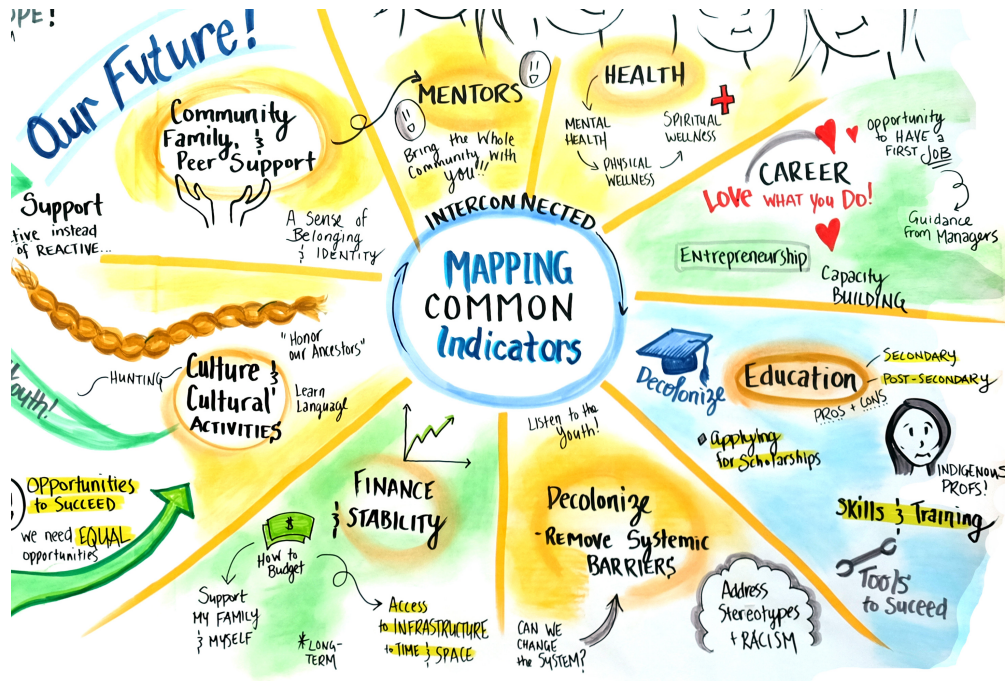 OPE!
Our Future!
Community
Family, &
Peer Support
A Sense of
Belonging
& IDENTITY
MENTORS
Bring the Whole
Community with
you!!!
HEALTH
MENTAL
HEALTH
PHYSICAL
WELLNESS
SPIRITUAL
WELLNESS
CAREER
Love WHAT YOU DO!
Opportunity
to HAVE a
FIRST JOB
Guidance
from Managers
Entrepreneurship
Capacity
BUILDING
INTERCONNECTED
MAPPING
COMMON
Indicators
Support
tive instead
of REACTIVE...
"Honor
our Ancestors"
HUNTING
Culture &
Cultural
ACTIVITIES
Learn
Language
outh!
OPPORTUNITIES
to SUCCEED
we need EQUAL
opportunities
FINANCE
& STABILITY
$
How to
Budget
Support
MY FAMILY
& MYSELF
*LONG-
TERM
Access
to INFRASTRUCTURE
to TIME & SPACE
Listen to the
Youth!
Decolonize
-Remove Systemic
BARRIERS
CAN WE
CHANGE
the SYSTEM?
Address
Stereotypes
+ RACISM
Decolonize
Education
SECONDARY
POST-SECONDARY
PROS + CONS
Applying
for Scholarships
INDIGENOUS
PROFS!
Skills & Training
Tools
to Suceed